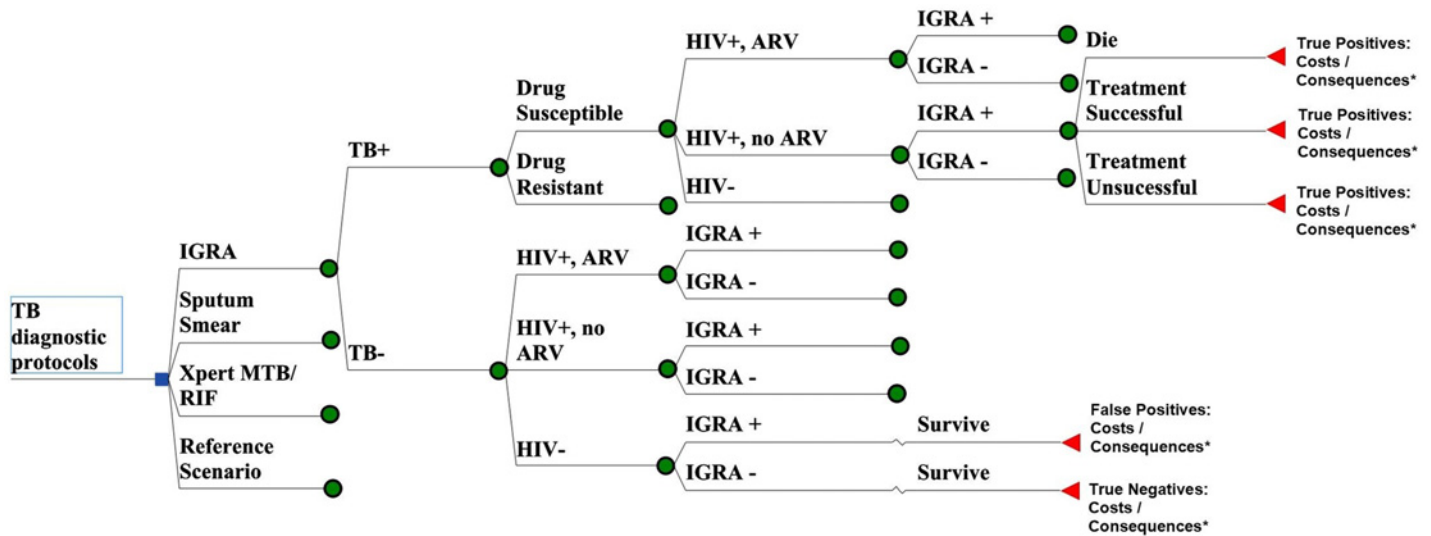 TB
diagnostic
protocols
IGRA
Sputum
Smear
Xpert MTB/
RIF
Reference
Scenario
TB+
TB-
Drug
Susceptible
Drug
Resistant
HIV+, ARV
HIV+, no ARV
HIV-
HIV+, ARV
HIV+, no
ARV
HIV-
IGRA +
IGRA -
IGRA +
IGRA -
IGRA +
IGRA -
IGRA +
IGRA -
IGRA +
IGRA -
Die
Treatment
Successful
Treatment
Unsucessful
Survive
Survive
True Positives:
Costs /
Consequences*
True Positives:
Costs /
Consequences*
True Positives:
Costs /
Consequences*
False Positives:
Costs /
Consequences*
True Negatives:
Costs /
Consequences*